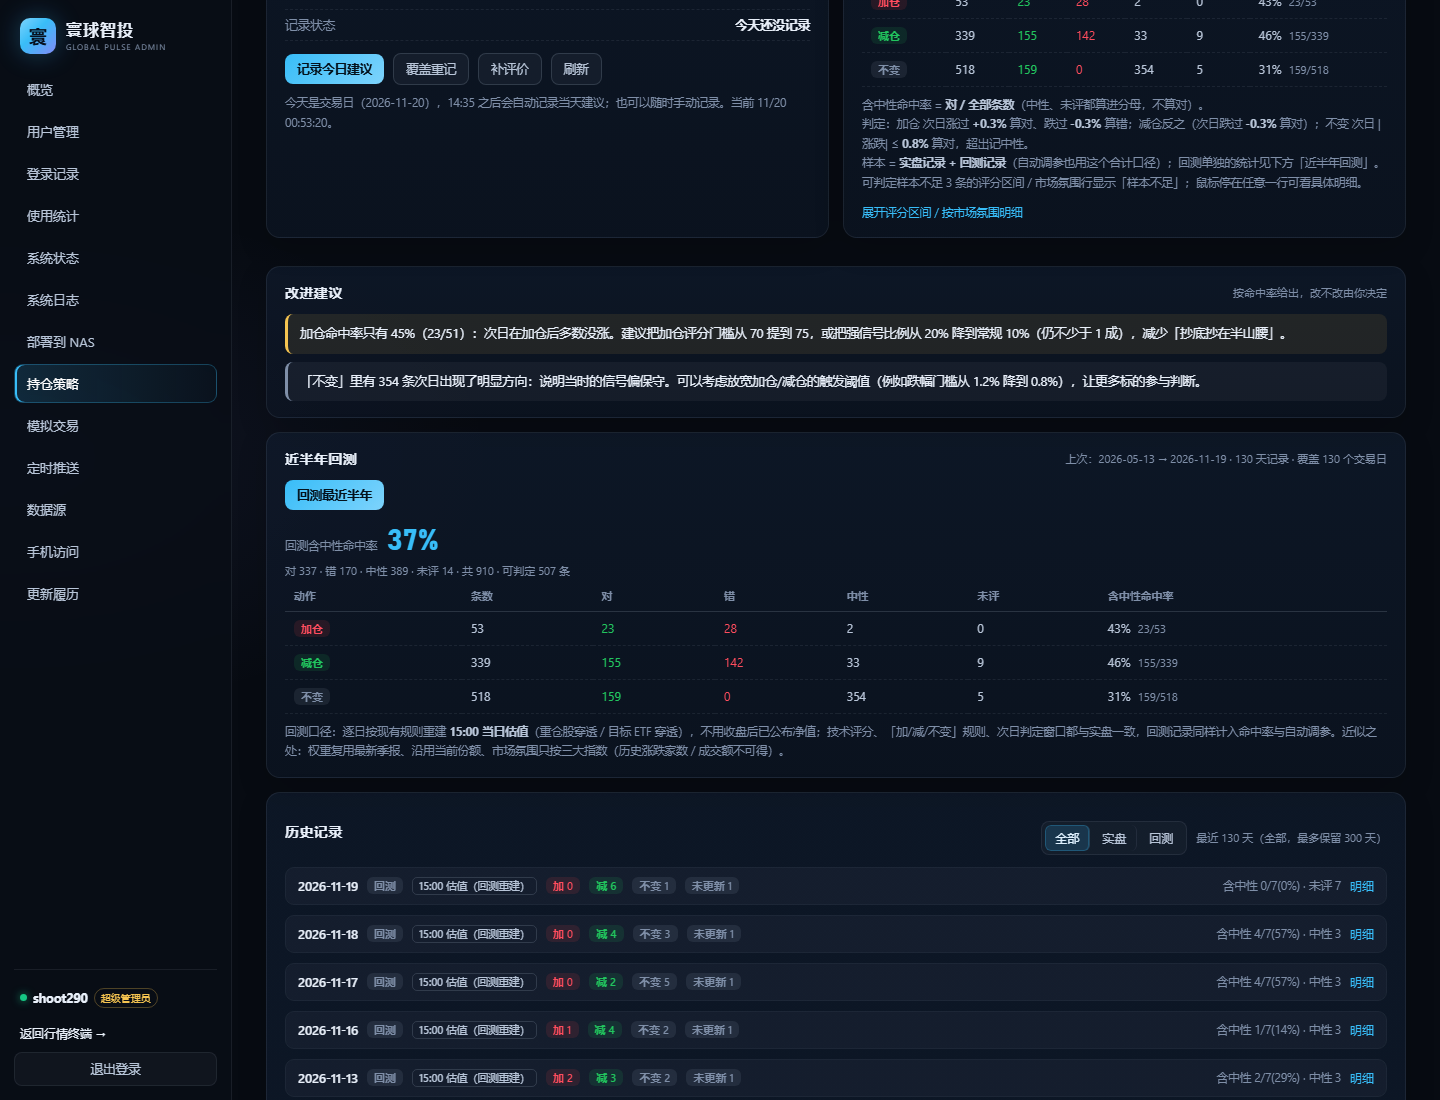 寰
寰球智投
GLOBAL PULSE ADMIN
概览
用户管理
登录记录
使用统计
系统状态
系统日志
部署到 NAS
持仓策略
模拟交易
定时推送
数据源
手机访问
更新履历
shoot290 超级管理员
返回行情终端 →
退出登录
记录状态 今天还没记录
记录今日建议 覆盖重记 补评价 刷新
今天是交易日（2026-11-20），14:35 之后会自动记录当天建议；也可以随时手动记录。当前 11/20
00:53:20。
加仓 53 23 28 2 0 43% 23/53
减仓 339 155 142 33 9 46% 155/339
不变 518 159 0 354 5 31% 159/518
含中性命中率 = 对 / 全部条数（中性、未评都算进分母，不算对）。
判定：加仓 次日涨过 +0.3% 算对、跌过 -0.3% 算错；减仓反之（次日跌过 -0.3% 算对）；不变 次日 |
涨跌| ≤ 0.8% 算对，超出记中性。
样本 = 实盘记录 + 回测记录（自动调参也用这个合计口径）；回测单独的统计见下方「近半年回测」。
可判定样本不足 3 条的评分区间 / 市场氛围行显示「样本不足」；鼠标停在任意一行可看具体明细。
展开评分区间 / 按市场氛围明细
改进建议 按命中率给出，改不改由你决定
加仓命中率只有 45%（23/51）：次日在加仓后多数没涨。建议把加仓评分门槛从 70 提到 75，或把强信号比例从 20% 降到常规 10%（仍不少于 1 成），减少「抄底抄在半山腰」。
「不变」里有 354 条次日出现了明显方向：说明当时的信号偏保守。可以考虑放宽加仓/减仓的触发阈值（例如跌幅门槛从 1.2% 降到 0.8%），让更多标的参与判断。
近半年回测 上次：2026-05-13 → 2026-11-19 · 130 天记录 · 覆盖 130 个交易日
回测最近半年
回测含中性命中率 37%
对 337 · 错 170 · 中性 389 · 未评 14 · 共 910 · 可判定 507 条
动作 条数 对 错 中性 未评 含中性命中率
加仓 53 23 28 2 0 43% 23/53
减仓 339 155 142 33 9 46% 155/339
不变 518 159 0 354 5 31% 159/518
回测口径：逐日按现有规则重建 15:00 当日估值（重仓股穿透 / 目标 ETF 穿透），不用收盘后已公布净值；技术评分、「加/减/不变」规则、次日判定窗口都与实盘一致，回测记录同样计入命中率与自动调参。近似之
处：权重复用最新季报、沿用当前份额、市场氛围只按三大指数（历史涨跌家数 / 成交额不可得）。
历史记录 全部 实盘 回测 最近 130 天（全部，最多保留 300 天）
2026-11-19 回测 15:00 估值（回测重建） 加 0 减 6 不变 1 未更新 1 含中性 0/7(0%) · 未评 7 明细
2026-11-18 回测 15:00 估值（回测重建） 加 0 减 4 不变 3 未更新 1 含中性 4/7(57%) · 中性 3 明细
2026-11-17 回测 15:00 估值（回测重建） 加 0 减 2 不变 5 未更新 1 含中性 4/7(57%) · 中性 3 明细
2026-11-16 回测 15:00 估值（回测重建） 加 1 减 4 不变 2 未更新 1 含中性 1/7(14%) · 中性 3 明细
2026-11-13 回测 15:00 估值（回测重建） 加 2 减 3 不变 2 未更新 1 含中性 2/7(29%) · 中性 3 明细